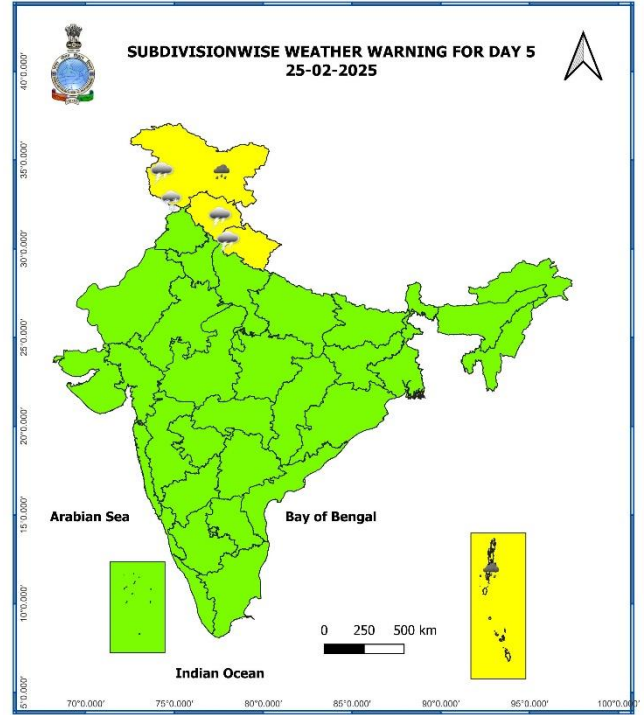 SUBDIVISIONWISE WEATHER WARNING FOR DAY 5
25-02-2025
40°0.000'
35°0.000'
30°0.000'
25°0.000'
20°0.000'
15°0.000'
10°0.000'
5°0.000'
Arabian Sea
Bay of Bengal
0 250 500 km
Indian Ocean
70°0.000' 75°0.000' 80°0.000' 85°0.000' 90°0.000' 95°0.000' 100°0.000'